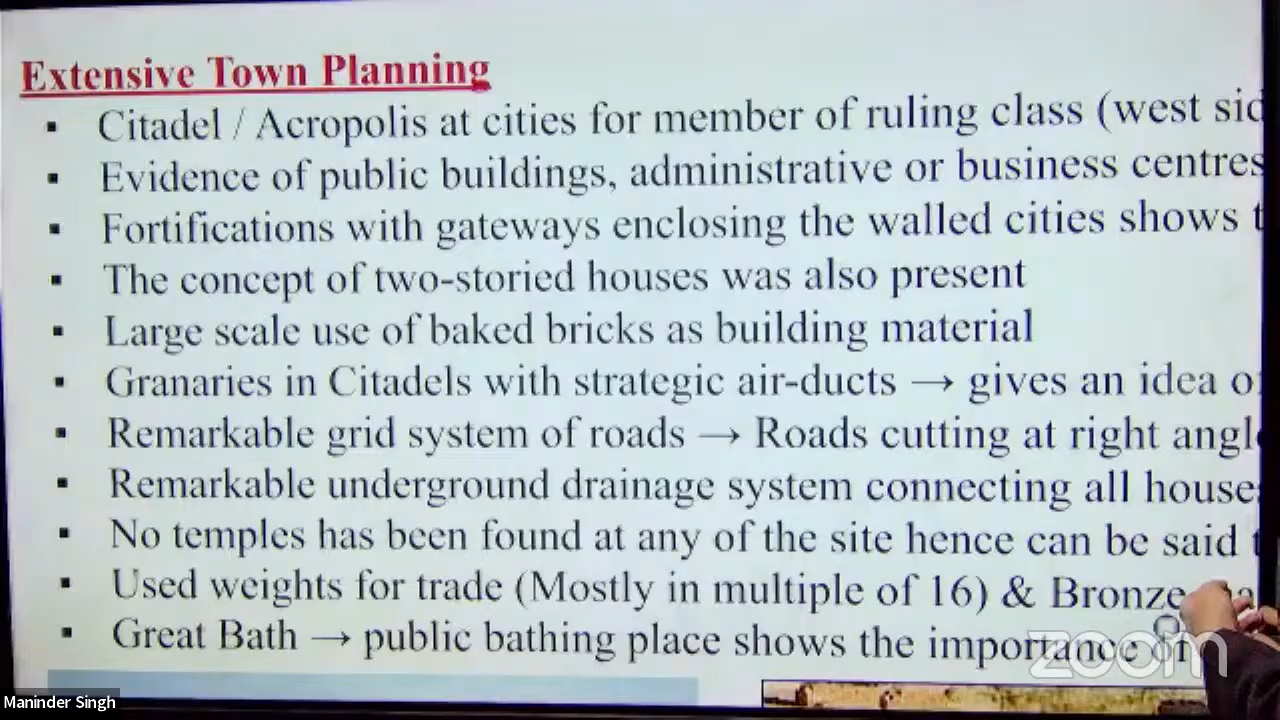 Extensive Town Planning
▪ Citadel / Acropolis at cities for member of ruling class (west sid
▪ Evidence of public buildings, administrative or business centres
▪ Fortifications with gateways enclosing the walled cities shows t
▪ The concept of two-storied houses was also present
▪ Large scale use of baked bricks as building material
▪ Granaries in Citadels with strategic air-ducts → gives an idea o
▪ Remarkable grid system of roads → Roads cutting at right angl
▪ Remarkable underground drainage system connecting all house
▪ No temples has been found at any of the site hence can be said t
▪ Used weights for trade (Mostly in multiple of 16) & Bronze
▪ Great Bath → public bathing place shows the importance of
zoom
Maninder Singh